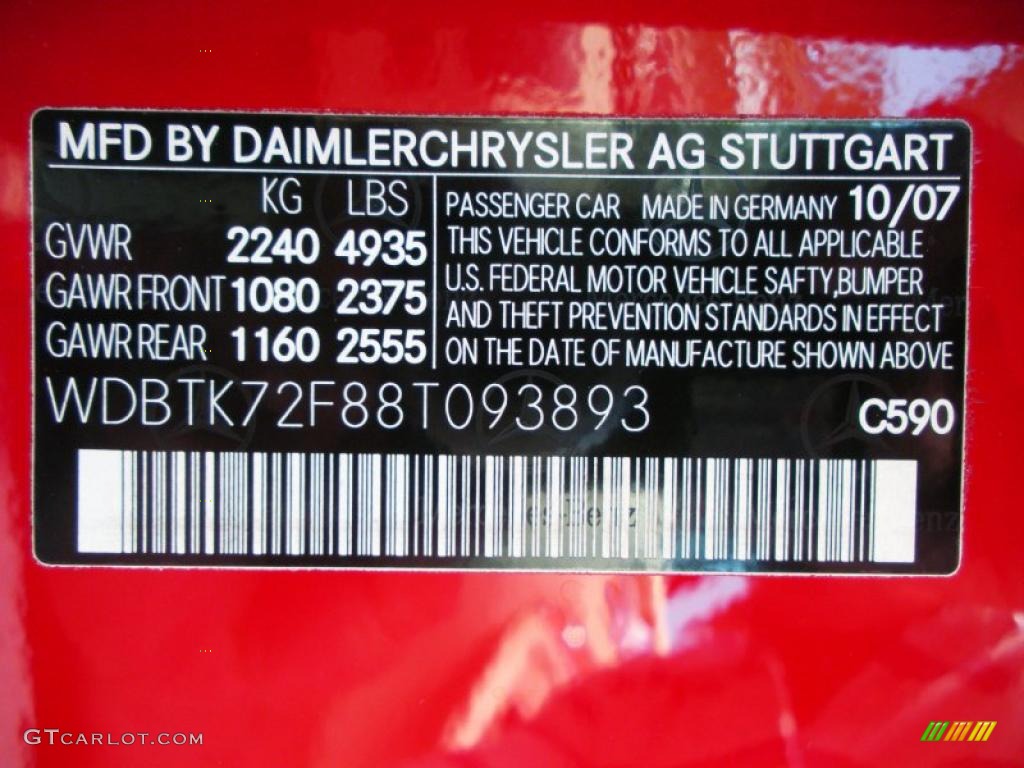 MFD BY DAIMLERCHRYSLER AG STUTTGART
KG LBS
GVWR 2240 4935
GAWR FRONT 1080 2375
GAWR REAR 1160 2555
PASSENGER CAR MADE IN GERMANY 10/07
THIS VEHICLE CONFORMS TO ALL APPLICABLE
U.S. FEDERAL MOTOR VEHICLE SAFTY,BUMPER
AND THEFT PREVENTION STANDARDS IN EFFECT
ON THE DATE OF MANUFACTURE SHOWN ABOVE
WDBTK72F88T093893
C590
GTCARLOT.COM